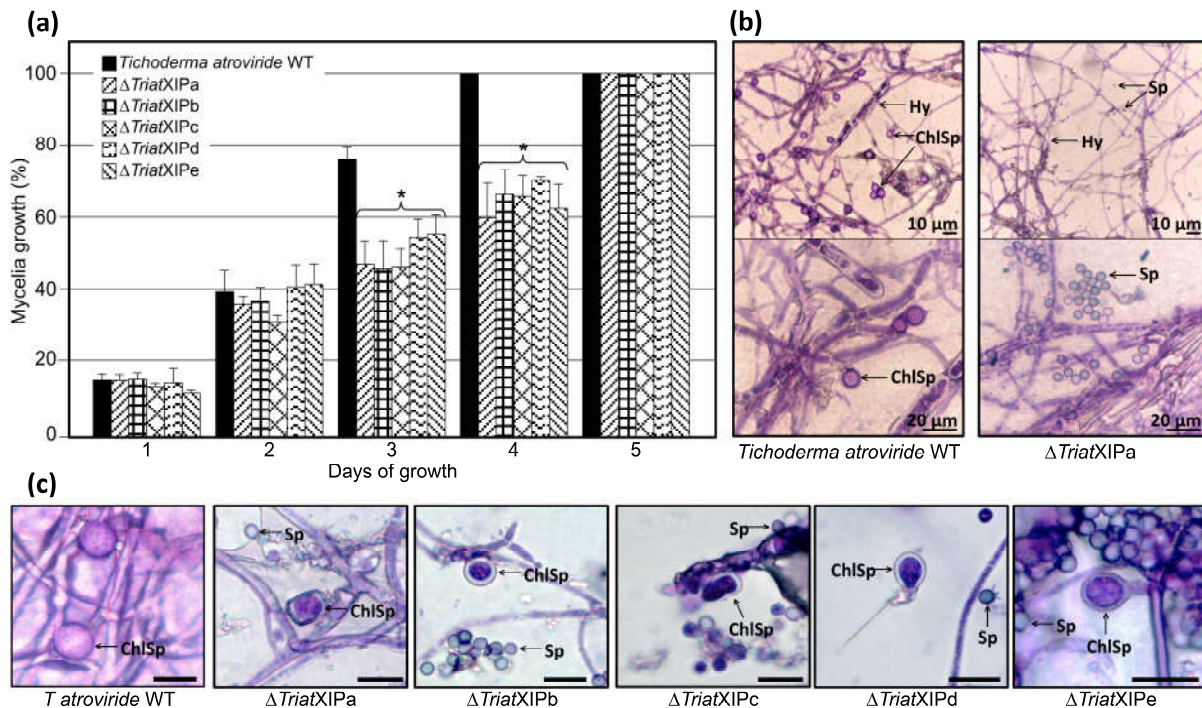 (a)
Tichoderma atroviride WT
ΔTriatXIPa
ΔTriatXIPb
ΔTriatXIPc
ΔTriatXIPd
ΔTriatXIPe
Mycelia growth (%)
100
80
60
40
20
0
*
*
1 2 3 4 5
Days of growth
(b)
Hy
ChlSp
10 µm
ChlSp
20 µm
Tichoderma atroviride WT
Sp
Hy
10 µm
Sp
20 µm
ΔTriatXIPa
(c)
ChlSp
T atroviride WT
Sp
ChlSp
ΔTriatXIPa
ChlSp
Sp
ΔTriatXIPb
Sp
ChlSp
ΔTriatXIPc
ChlSp
Sp
ΔTriatXIPd
Sp
ChlSp
ΔTriatXIPe